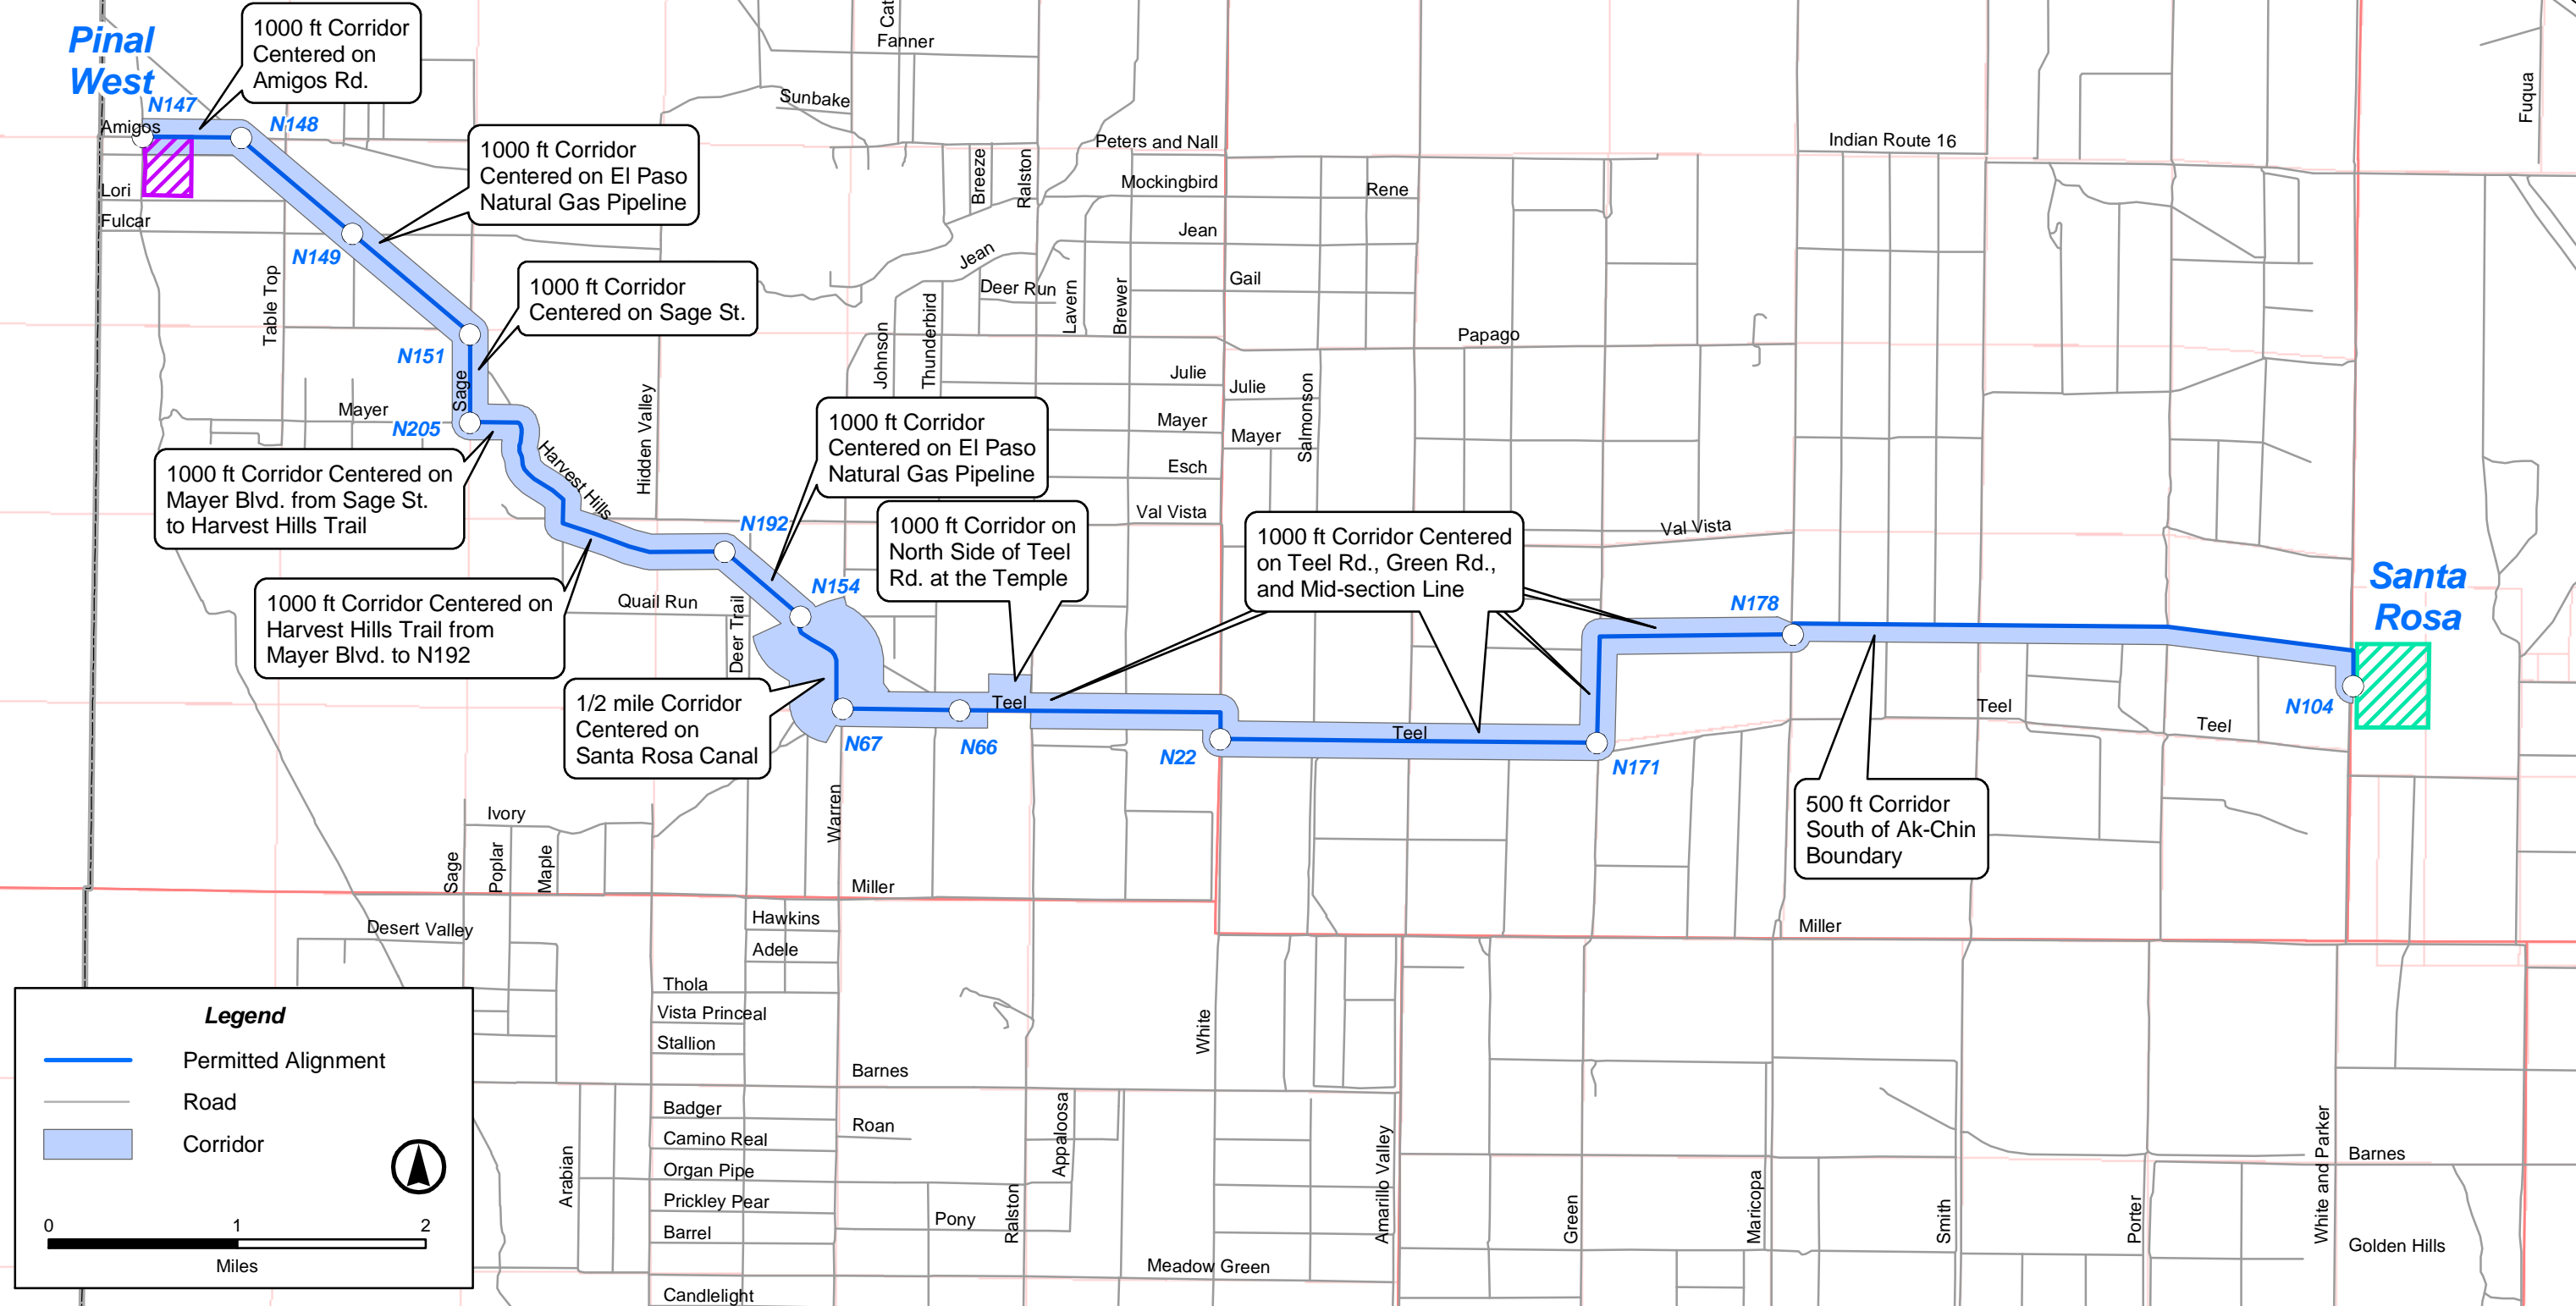 Pinal
West
1000 ft Corridor
Centered on
Amigos Rd.
N147
N148
Amigos
Lori
Fulcar
1000 ft Corridor
Centered on El Paso
Natural Gas Pipeline
N149
Table Top
1000 ft Corridor
Centered on Sage St.
N151
Sage
Mayer
N205
Harvest Hills
Hidden Valley
1000 ft Corridor Centered on
Mayer Blvd. from Sage St.
to Harvest Hills Trail
1000 ft Corridor Centered on
Harvest Hills Trail from
Mayer Blvd. to N192
N192
1000 ft Corridor
Centered on El Paso
Natural Gas Pipeline
N154
Quail Run
Deer Trail
1/2 mile Corridor
Centered on
Santa Rosa Canal
1000 ft Corridor on
North Side of Teel
Rd. at the Temple
N67
N66
Teel
N22
1000 ft Corridor Centered
on Teel Rd., Green Rd.,
and Mid-section Line
Teel
N171
N178
500 ft Corridor
South of Ak-Chin
Boundary
Santa
Rosa
N104
Teel
Teel
Cat
Fanner
Sunbake
Breeze
Ralston
Peters and Nall
Mockingbird
Rene
Jean
Jean
Gail
Deer Run
Lavern
Brewer
Johnson
Thunderbird
Papago
Julie
Julie
Mayer
Mayer
Salmonson
Esch
Val Vista
Val Vista
Indian Route 16
Fuqua
Warren
Ivory
Sage
Poplar
Maple
Miller
Miller
Desert Valley
Hawkins
Adele
Thola
Vista Princeal
Stallion
Barnes
Badger
Roan
Camino Real
Organ Pipe
Prickley Pear
Pony
Barrel
Candlelight
Meadow Green
Arabian
Ralston
Appaloosa
White
Amarillo Valley
Green
Maricopa
Smith
Porter
White and Parker
Barnes
Golden Hills
Legend
Permitted Alignment
Road
Corridor
0 1 2
Miles